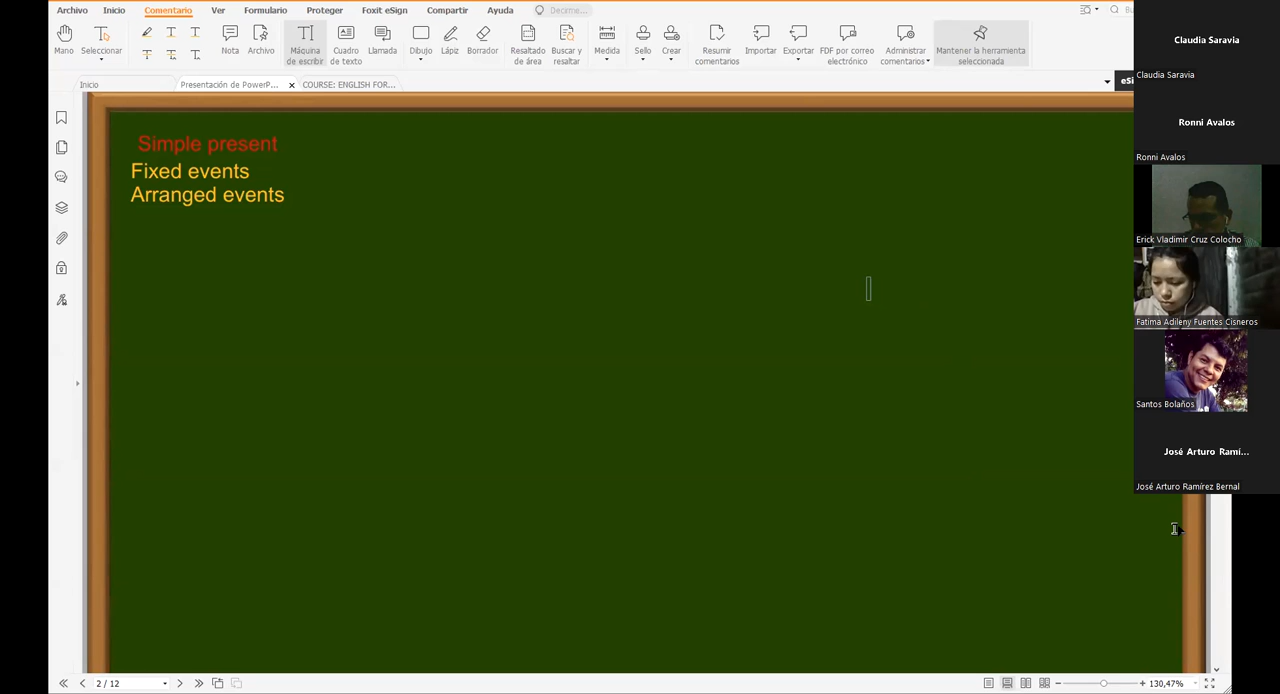 Archivo Inicio Comentario Ver Formulario Proteger Foxit eSign Compartir Ayuda Decirme...
Mano Seleccionar Nota Archivo Máquina de escribir Cuadro de texto Llamada Dibujo Lápiz Borrador Resaltado de área Buscar y resaltar Medida Sello Crear Resumir comentarios Importar Exportar FDF por correo electrónico Administrar comentarios Mantener la herramienta seleccionada
Inicio Presentación de PowerP... COURSE: ENGLISH FOR...
Simple present
Fixed events
Arranged events
Claudia Saravia
Claudia Saravia
Ronni Avalos
Ronni Avalos
Erick Vladimir Cruz Colocho
Fatima Adileny Fuentes Cisneros
Santos Bolaños
José Arturo Ramí...
José Arturo Ramírez Bernal
2 / 12
130,47%